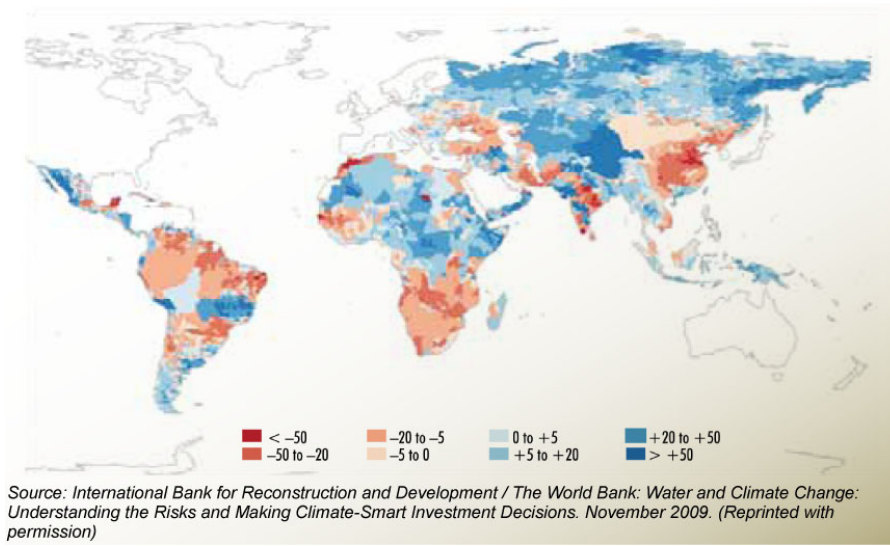 < –50 –20 to –5 0 to +5 +20 to +50
–50 to –20 –5 to 0 +5 to +20 > +50
Source: International Bank for Reconstruction and Development / The World Bank: Water and Climate Change:
Understanding the Risks and Making Climate-Smart Investment Decisions. November 2009. (Reprinted with
permission)